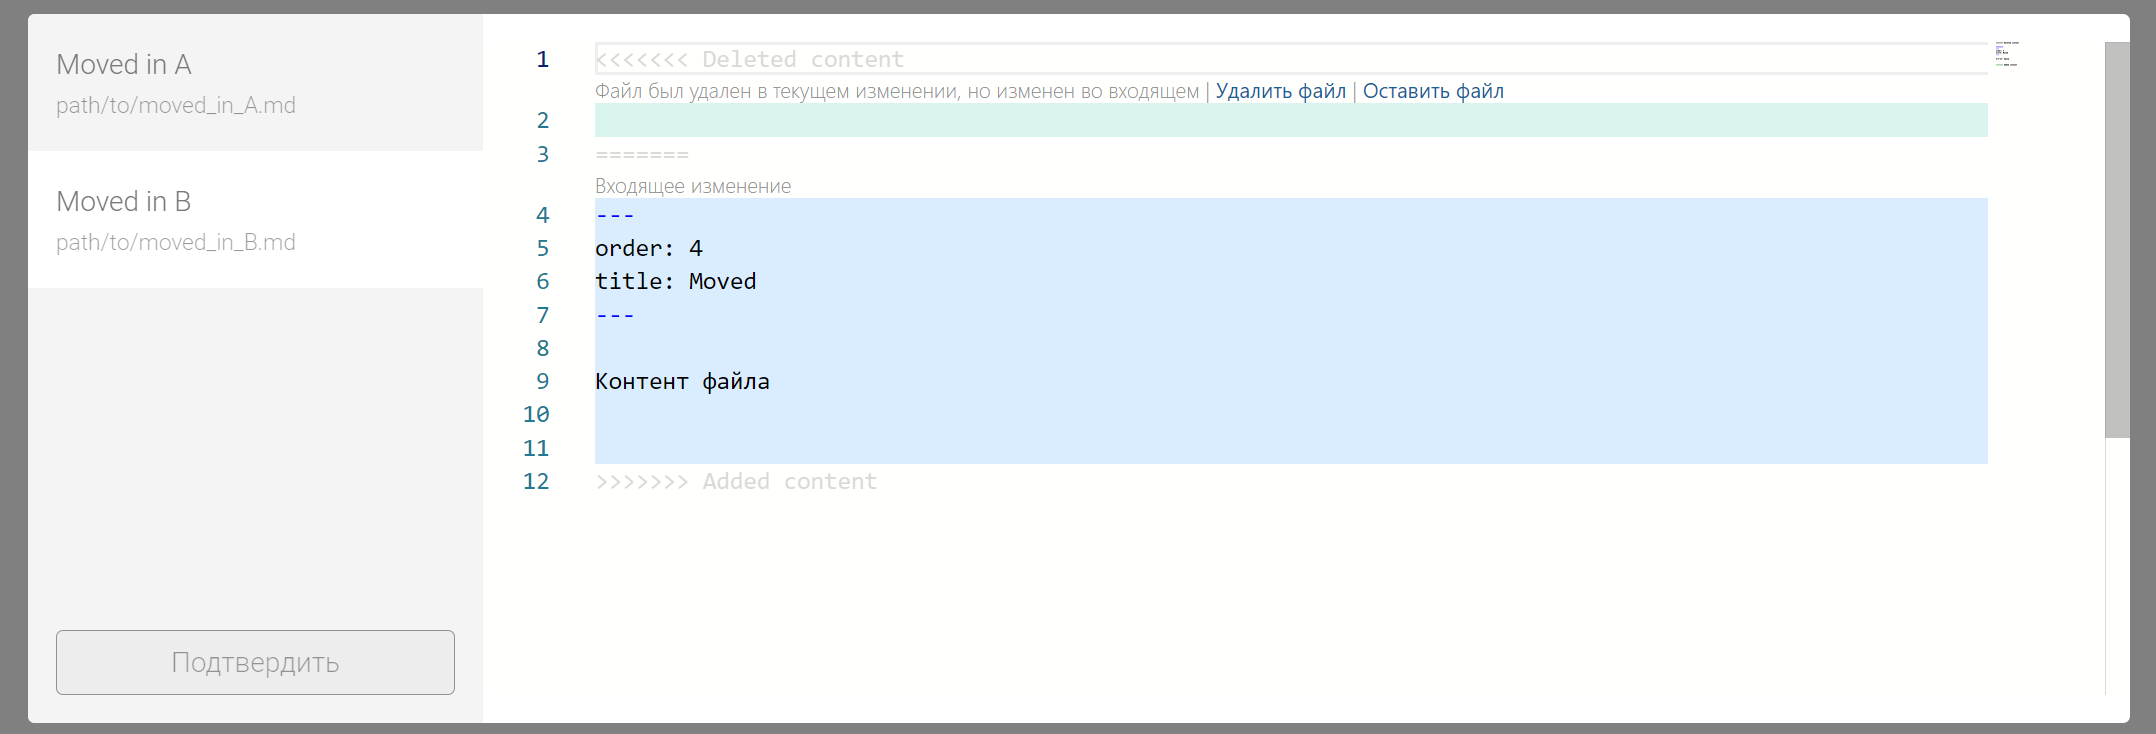 Moved in A
path/to/moved_in_A.md
Moved in B
path/to/moved_in_B.md
Подтвердить
1 <<<<<<< Deleted content
Файл был удален в текущем изменении, но изменен во входящем | Удалить файл | Оставить файл
2
3 =======
Входящее изменение
4 ---
5 order: 4
6 title: Moved
7 ---
8
9 Контент файла
10
11
12 >>>>>>> Added content